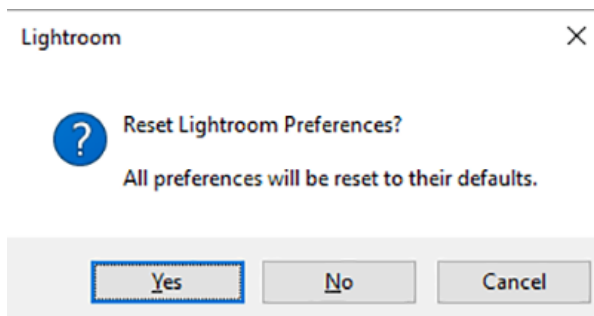 Lightroom
Reset Lightroom Preferences?
All preferences will be reset to their defaults.
Yes No Cancel